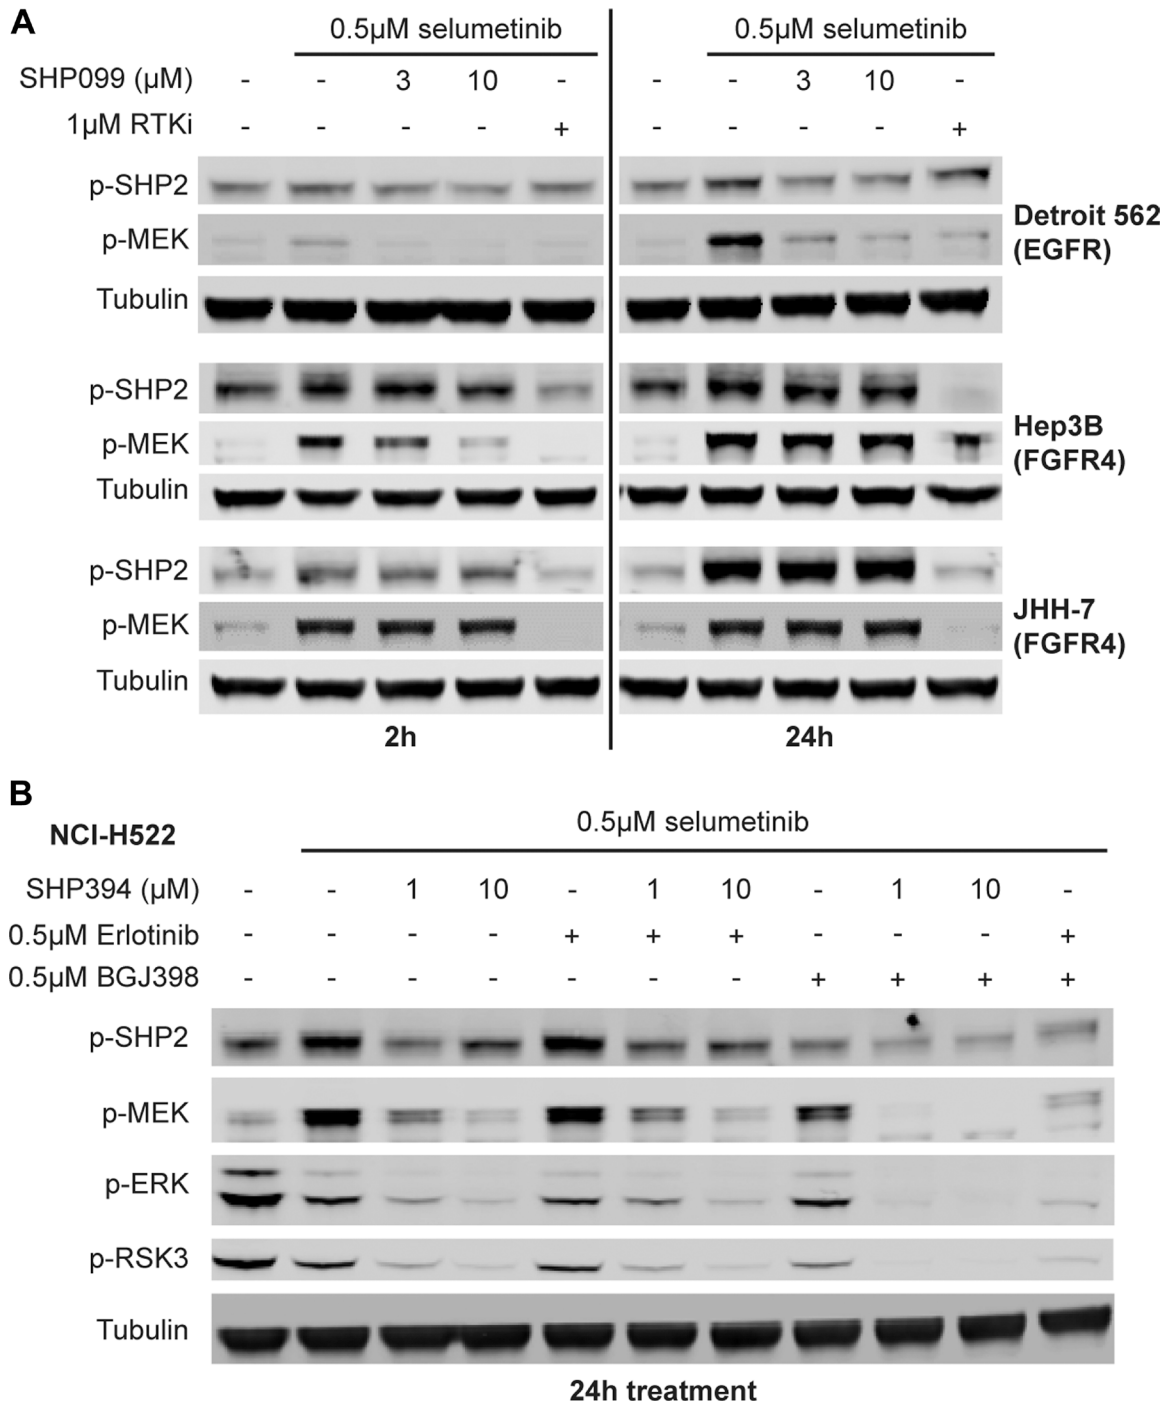 A
0.5µM selumetinib 0.5µM selumetinib
SHP099 (µM) - - 3 10 - - - 3 10 -
1µM RTKi - - - - + - - - - +
p-SHP2
p-MEK
Tubulin
Detroit 562
(EGFR)
p-SHP2
p-MEK
Tubulin
Hep3B
(FGFR4)
p-SHP2
p-MEK
Tubulin
JHH-7
(FGFR4)
2h 24h
B
NCI-H522
0.5µM selumetinib
SHP394 (µM) - - 1 10 - 1 10 - 1 10 -
0.5µM Erlotinib - - - - + + + - - - +
0.5µM BGJ398 - - - - - - - + + + +
p-SHP2
p-MEK
p-ERK
p-RSK3
Tubulin
24h treatment